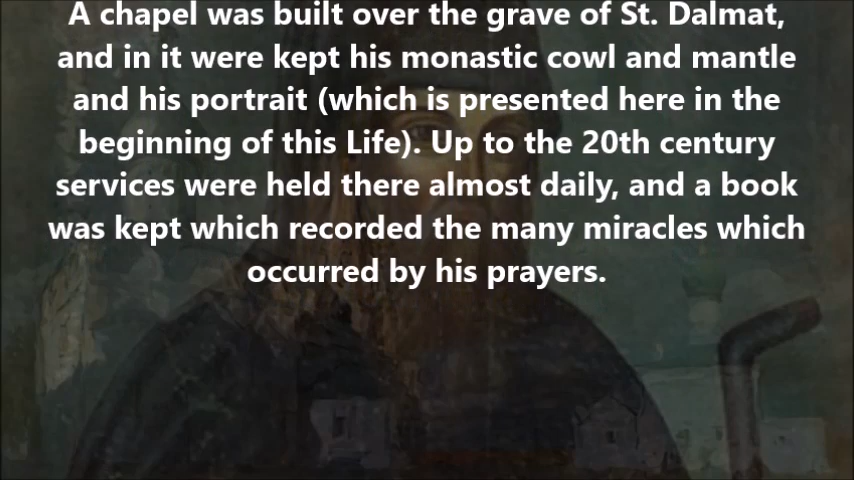 A chapel was built over the grave of St. Dalmat,
and in it were kept his monastic cowl and mantle
and his portrait (which is presented here in the
beginning of this Life). Up to the 20th century
services were held there almost daily, and a book
was kept which recorded the many miracles which
occurred by his prayers.